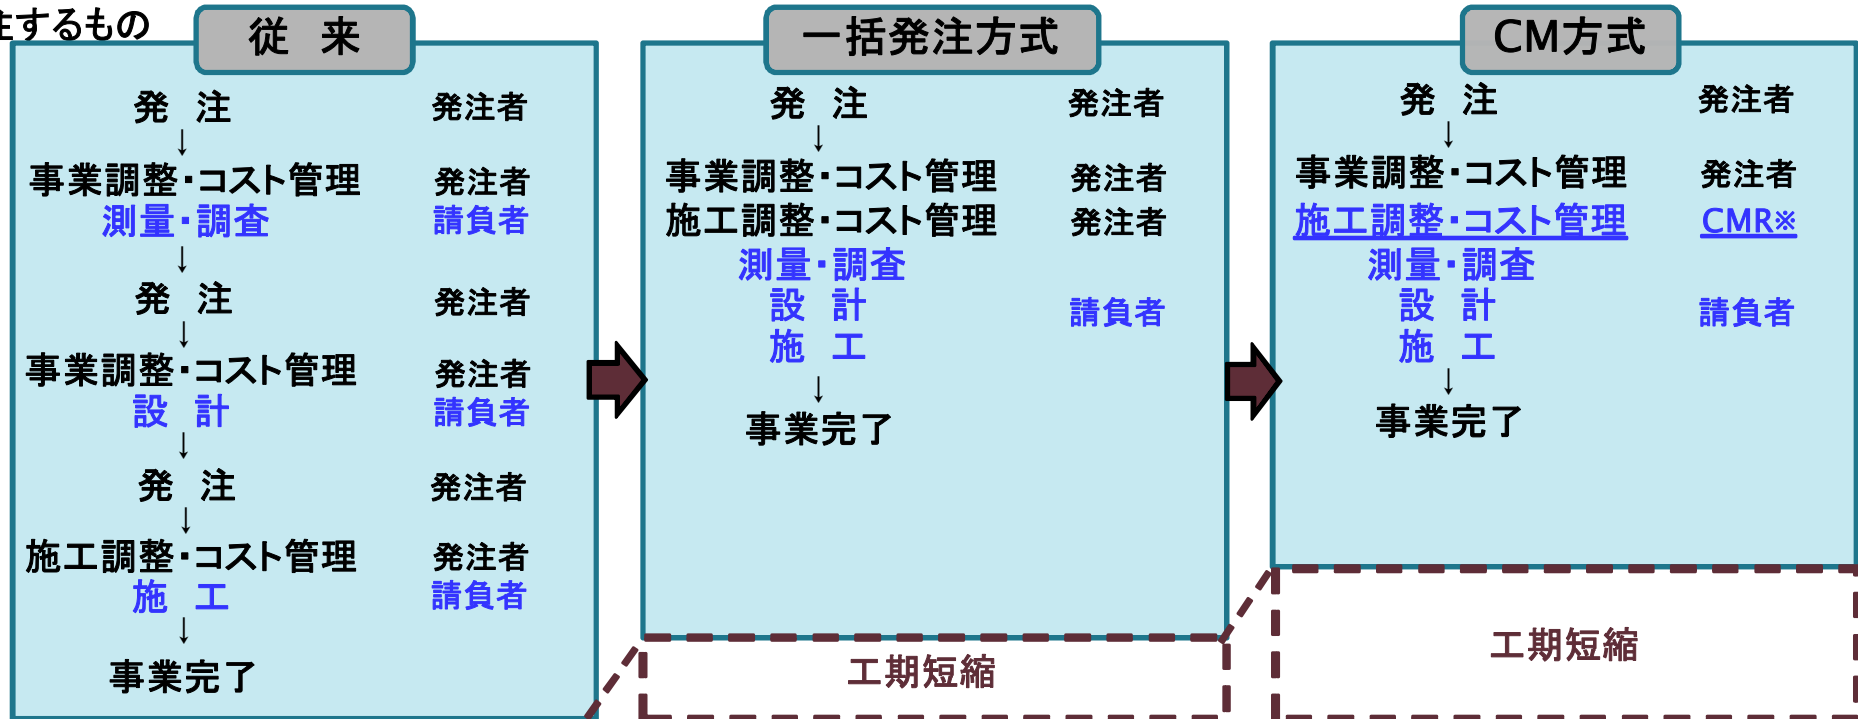 注するもの
従 来
発 注 発注者
↓
事業調整・コスト管理 発注者
測量・調査 請負者
↓
発 注 発注者
↓
事業調整・コスト管理 発注者
設 計 請負者
↓
発 注 発注者
↓
施工調整・コスト管理 発注者
施 工 請負者
↓
事業完了
一括発注方式
発 注 発注者
↓
事業調整・コスト管理 発注者
施工調整・コスト管理 発注者
測量・調査
設 計 請負者
施 工
↓
事業完了
工期短縮
CM方式
発 注 発注者
↓
事業調整・コスト管理 発注者
施工調整・コスト管理 CMR※
測量・調査
設 計 請負者
施 工
↓
事業完了
工期短縮